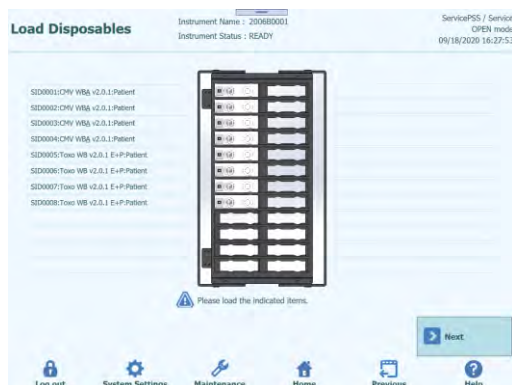 Load Disposables
Instrument Name : 2006B0001
Instrument Status : READY
ServicePSS / Service
OPEN mode
09/18/2020 16:27:53
SID0001:CMV WBA v2.0.1:Patient
SID0002:CMV WBA v2.0.1:Patient
SID0003:CMV WBA v2.0.1:Patient
SID0004:CMV WBA v2.0.1:Patient
SID0005:Toxo WB v2.0.1 E+P:Patient
SID0006:Toxo WB v2.0.1 E+P:Patient
SID0007:Toxo WB v2.0.1 E+P:Patient
SID0008:Toxo WB v2.0.1 E+P:Patient
Please load the indicated items.
Next
Log out
System Settings
Maintenance
Home
Previous
Help